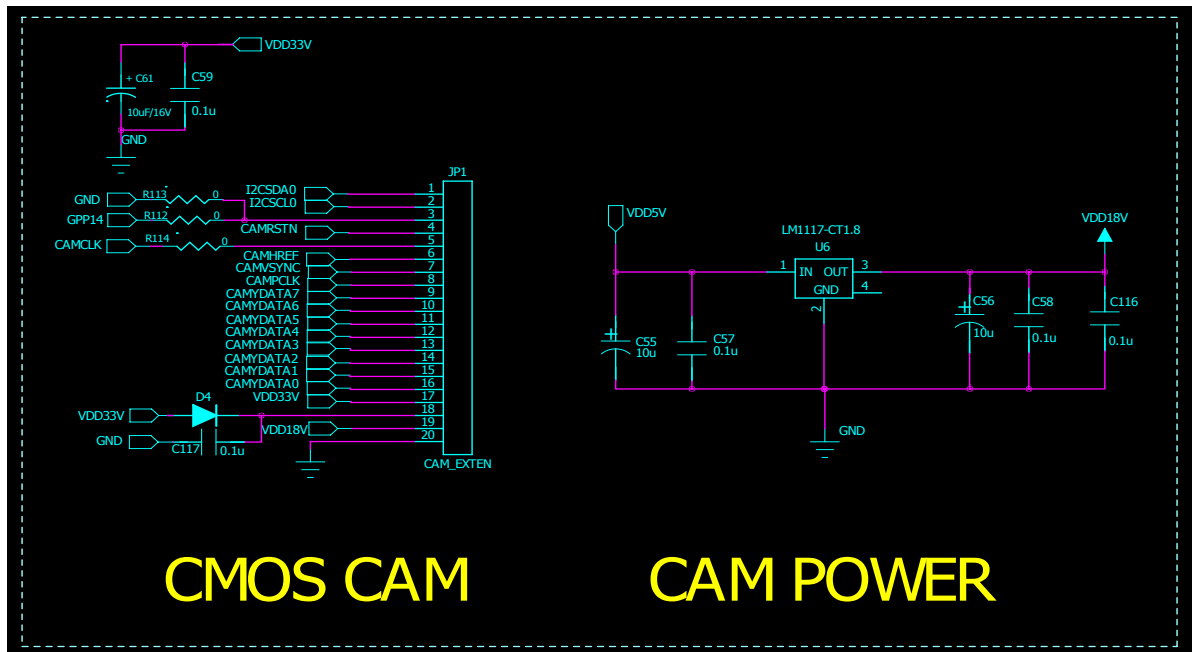 VDD33V
+ C61
C59
10uF/16V
0.1u
GND
JP1
GND
R113
0
I2CSDA0
1
I2CSCL0
2
GPP14
R112
0
3
CAMRSTN
4
CAMCLK
R114
0
5
CAMHREF
6
CAMVSYNC
7
CAMPCLK
8
CAMYDATA7
9
CAMYDATA6
10
CAMYDATA5
11
CAMYDATA4
12
CAMYDATA3
13
CAMYDATA2
14
CAMYDATA1
15
CAMYDATA0
16
VDD33V
17
D4
VDD33V
18
VDD18V
19
GND
C117
0.1u
20
CAM_EXTEN
CMOS CAM
VDD5V
LM1117-CT1.8
U6
1
IN OUT
3
GND
4
2
VDD18V
+
C55
10u
C57
0.1u
+
C56
10u
C58
0.1u
C116
0.1u
GND
CAM POWER